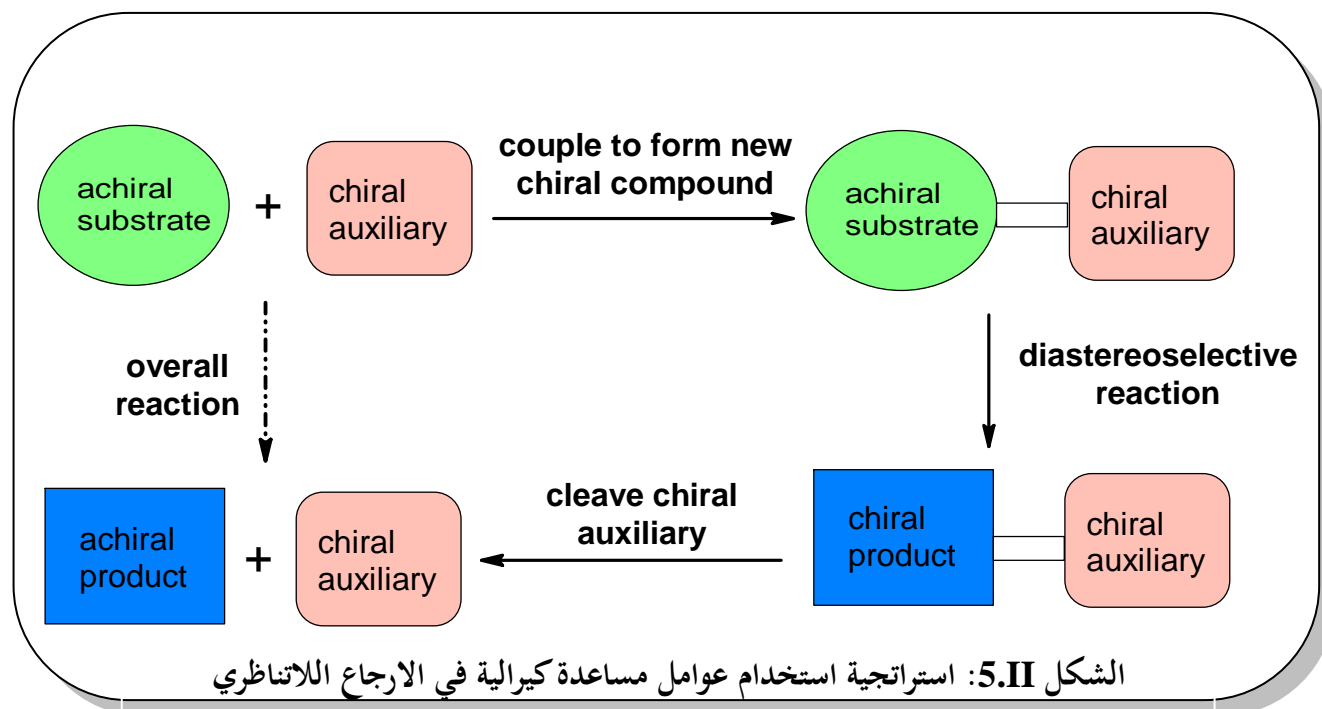 couple to form new
chiral compound
achiral
substrate
+
chiral
auxiliary
achiral
substrate
chiral
auxiliary
overall
reaction
diastereoselective
reaction
achiral
product
+
chiral
auxiliary
cleave chiral
auxiliary
chiral
product
chiral
auxiliary
الشكل 5.II: استراتجية استخدام عوامل مساعدة كيرالية في الارجاع اللاتناظري